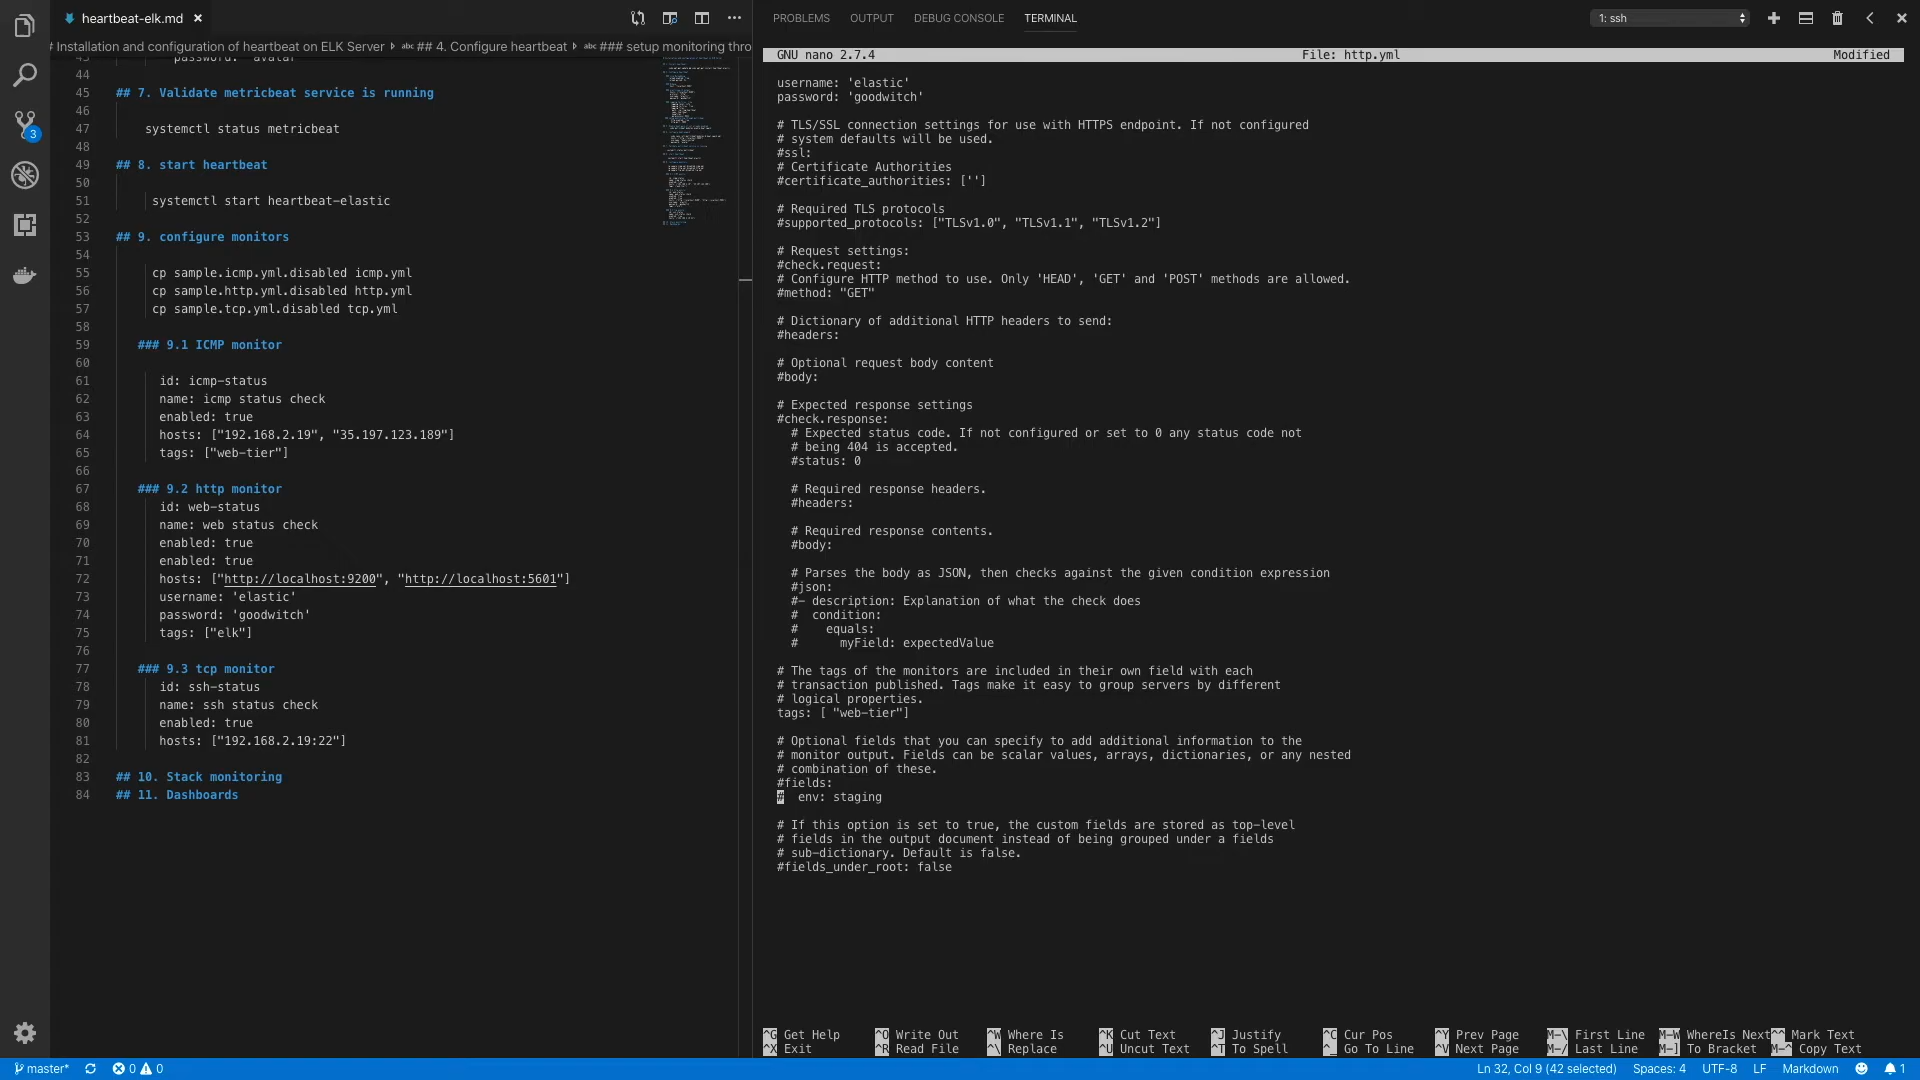 heartbeat-elk.md ×
# Installation and configuration of heartbeat on ELK Server › abc ## 4. Configure heartbeat › abc ### setup monitoring thro
43 password: avatar
44
45 ## 7. Validate metricbeat service is running
46
47 systemctl status metricbeat
48
49 ## 8. start heartbeat
50
51 systemctl start heartbeat-elastic
52
53 ## 9. configure monitors
54
55 cp sample.icmp.yml.disabled icmp.yml
56 cp sample.http.yml.disabled http.yml
57 cp sample.tcp.yml.disabled tcp.yml
58
59 ### 9.1 ICMP monitor
60
61 id: icmp-status
62 name: icmp status check
63 enabled: true
64 hosts: ["192.168.2.19", "35.197.123.189"]
65 tags: ["web-tier"]
66
67 ### 9.2 http monitor
68 id: web-status
69 name: web status check
70 enabled: true
71 enabled: true
72 hosts: ["http://localhost:9200", "http://localhost:5601"]
73 username: 'elastic'
74 password: 'goodwitch'
75 tags: ["elk"]
76
77 ### 9.3 tcp monitor
78 id: ssh-status
79 name: ssh status check
80 enabled: true
81 hosts: ["192.168.2.19:22"]
82
83 ## 10. Stack monitoring
84 ## 11. Dashboards
3
PROBLEMS OUTPUT DEBUG CONSOLE TERMINAL 1: ssh
GNU nano 2.7.4 File: http.yml Modified
username: 'elastic'
password: 'goodwitch'
# TLS/SSL connection settings for use with HTTPS endpoint. If not configured
# system defaults will be used.
#ssl:
# Certificate Authorities
#certificate_authorities: ['']
# Required TLS protocols
#supported_protocols: ["TLSv1.0", "TLSv1.1", "TLSv1.2"]
# Request settings:
#check.request:
# Configure HTTP method to use. Only 'HEAD', 'GET' and 'POST' methods are allowed.
#method: "GET"
# Dictionary of additional HTTP headers to send:
#headers:
# Optional request body content
#body:
# Expected response settings
#check.response:
# Expected status code. If not configured or set to 0 any status code not
# being 404 is accepted.
#status: 0
# Required response headers.
#headers:
# Required response contents.
#body:
# Parses the body as JSON, then checks against the given condition expression
#json:
#- description: Explanation of what the check does
# condition:
# equals:
# myField: expectedValue
# The tags of the monitors are included in their own field with each
# transaction published. Tags make it easy to group servers by different
# logical properties.
tags: [ "web-tier"]
# Optional fields that you can specify to add additional information to the
# monitor output. Fields can be scalar values, arrays, dictionaries, or any nested
# combination of these.
#fields:
# env: staging
# If this option is set to true, the custom fields are stored as top-level
# fields in the output document instead of being grouped under a fields
# sub-dictionary. Default is false.
#fields_under_root: false
^G Get Help ^O Write Out ^W Where Is ^K Cut Text ^J Justify ^C Cur Pos ^Y Prev Page M-\ First Line M-W WhereIs Next ^^ Mark Text
^X Exit ^R Read File ^\ Replace ^U Uncut Text ^T To Spell ^_ Go To Line ^V Next Page M-/ Last Line M-] To Bracket M-^ Copy Text
master* 0 0 Ln 32, Col 9 (42 selected) Spaces: 4 UTF-8 LF Markdown 1